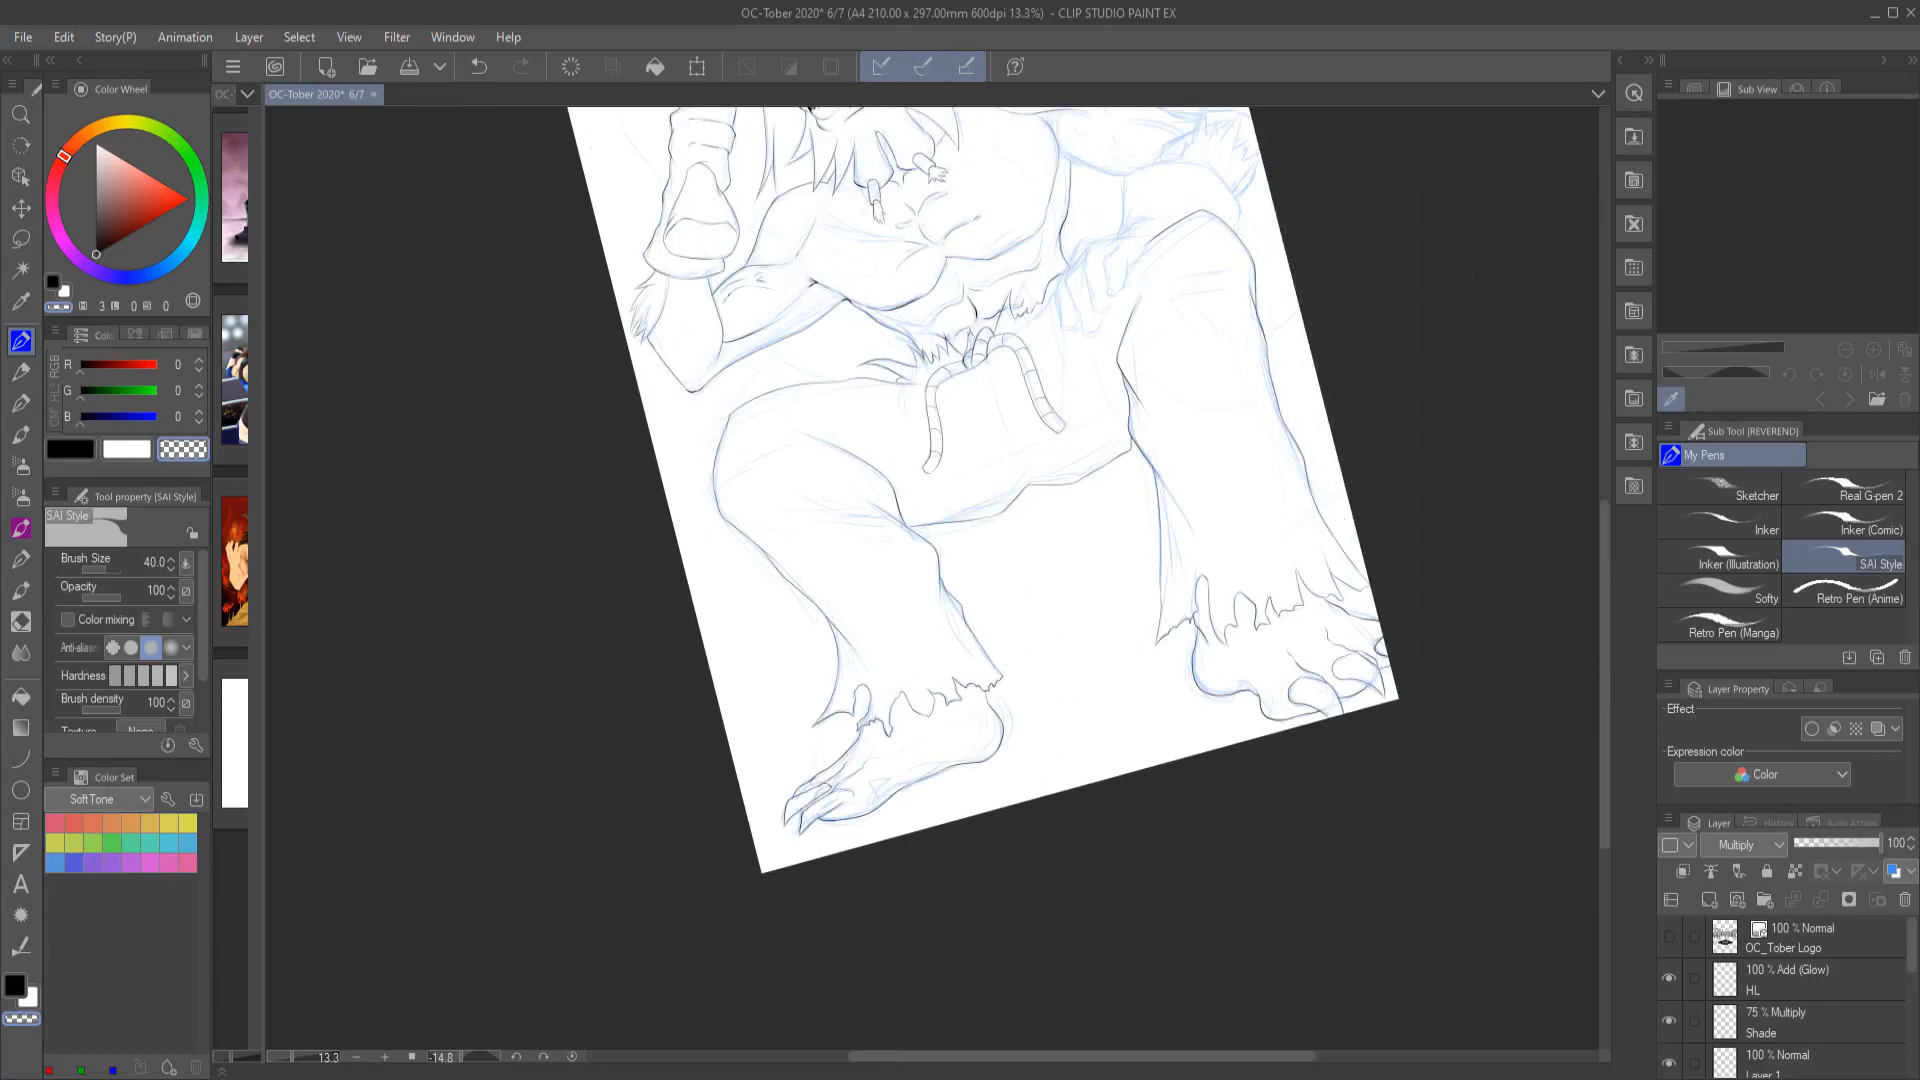 OC-Tober 2020* 6/7 (A4 210.00 x 297.00mm 600dpi 13.3%) - CLIP STUDIO PAINT EX
File Edit Story(P) Animation Layer Select View Filter Window Help
Color Wheel
OC-Tober 2020* 6/7
Sub View
3 0 0
Colo
R 0
G 0
B 0
Sub Tool [REVEREND]
My Pens
Sketcher Real G-pen 2
Inker Inker (Comic)
Inker (Illustration) SAI Style
Softy Retro Pen (Anime)
Retro Pen (Manga)
Tool property [SAI Style]
SAI Style
Brush Size 40.0
Opacity 100
Color mixing
Anti-alias
Hardness
Brush density 100
Texture None
Color Set
Soft Tone
Layer Property
Effect
Expression color
Color
Layer History Auto Action
Multiply 100
100 % Normal
OC_Tober Logo
100 % Add (Glow)
HL
75 % Multiply
Shade
100 % Normal
Layer 1
13.3 -14.8